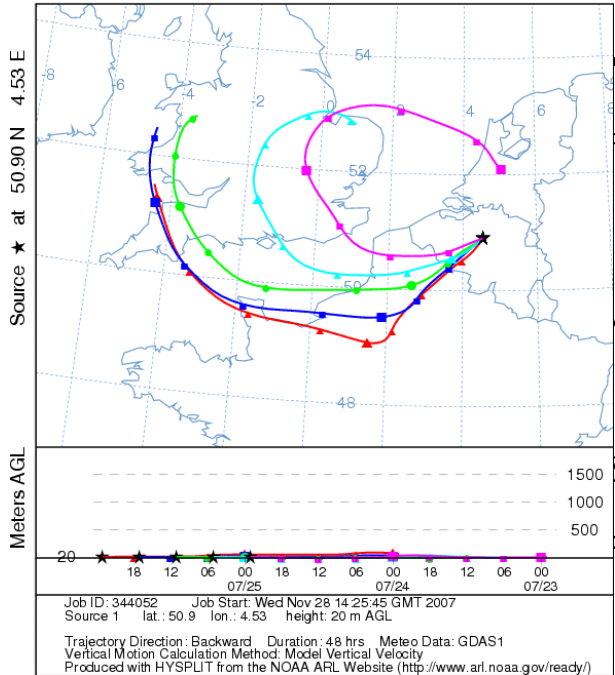 Source ★ at 50.90 N 4.53 E
54
-8
-6
-4
-2
0
2
4
6
8
52
50
48
Meters AGL
1500
1000
500
20
18 12 06 00 18 12 06 00 18 12 06 00
07/25 07/24 07/23
Job ID: 344052 Job Start: Wed Nov 28 14:25:45 GMT 2007
Source 1 lat.: 50.9 lon.: 4.53 height: 20 m AGL
Trajectory Direction: Backward Duration: 48 hrs Meteo Data: GDAS1
Vertical Motion Calculation Method: Model Vertical Velocity
Produced with HYSPLIT from the NOAA ARL Website (http://www.arl.noaa.gov/ready/)